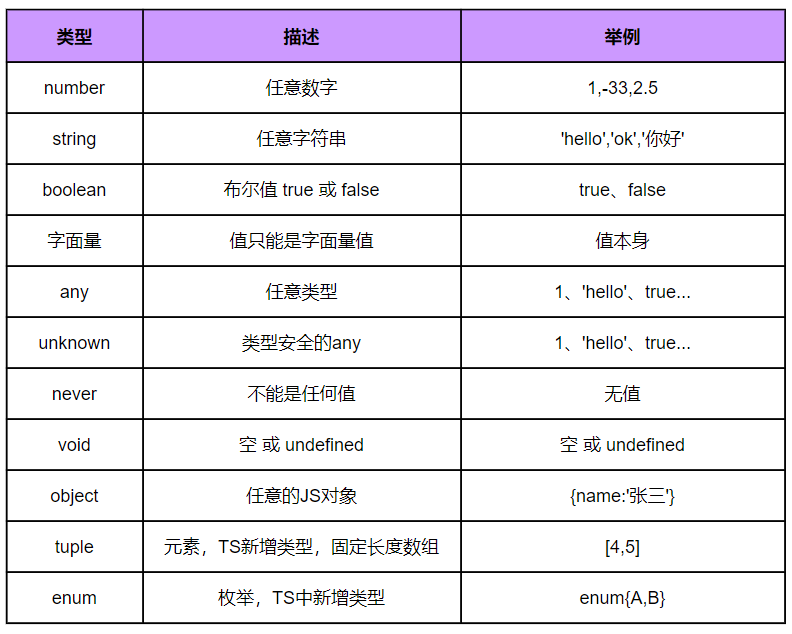 类型 描述 举例
number 任意数字 1,-33,2.5
string 任意字符串 'hello','ok','你好'
boolean 布尔值 true 或 false true、false
字面量 值只能是字面量值 值本身
any 任意类型 1、'hello'、true...
unknown 类型安全的any 1、'hello'、true...
never 不能是任何值 无值
void 空 或 undefined 空 或 undefined
object 任意的JS对象 {name:'张三'}
tuple 元素，TS新增类型，固定长度数组 [4,5]
enum 枚举，TS中新增类型 enum{A,B}